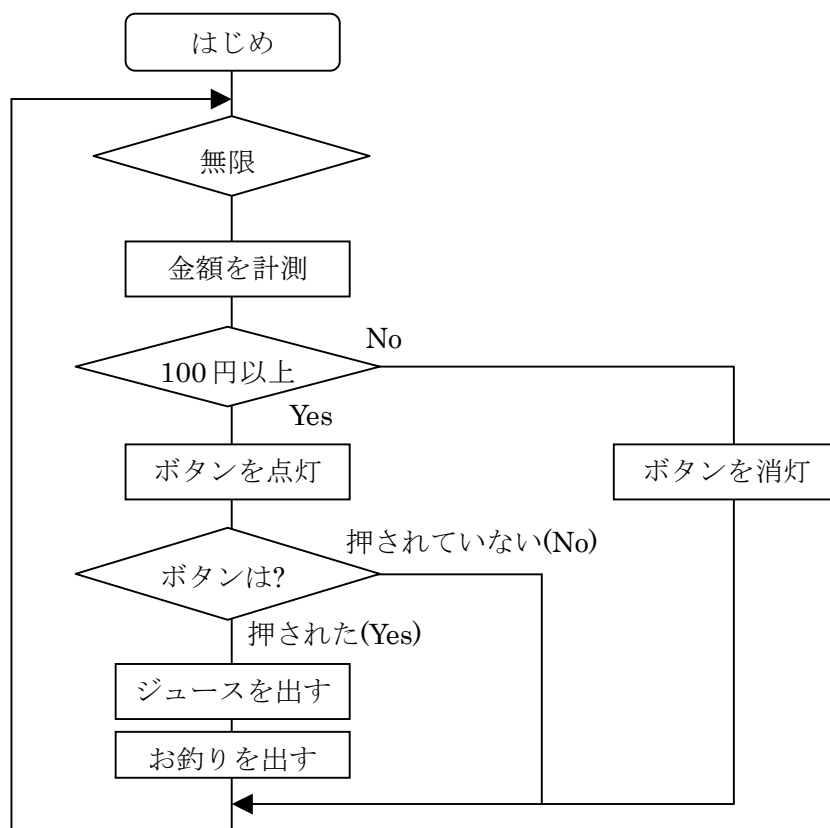 はじめ
無限
金額を計測
100円以上
No
Yes
ボタンを点灯
ボタンを消灯
ボタンは?
押されていない(No)
押された(Yes)
ジュースを出す
お釣りを出す